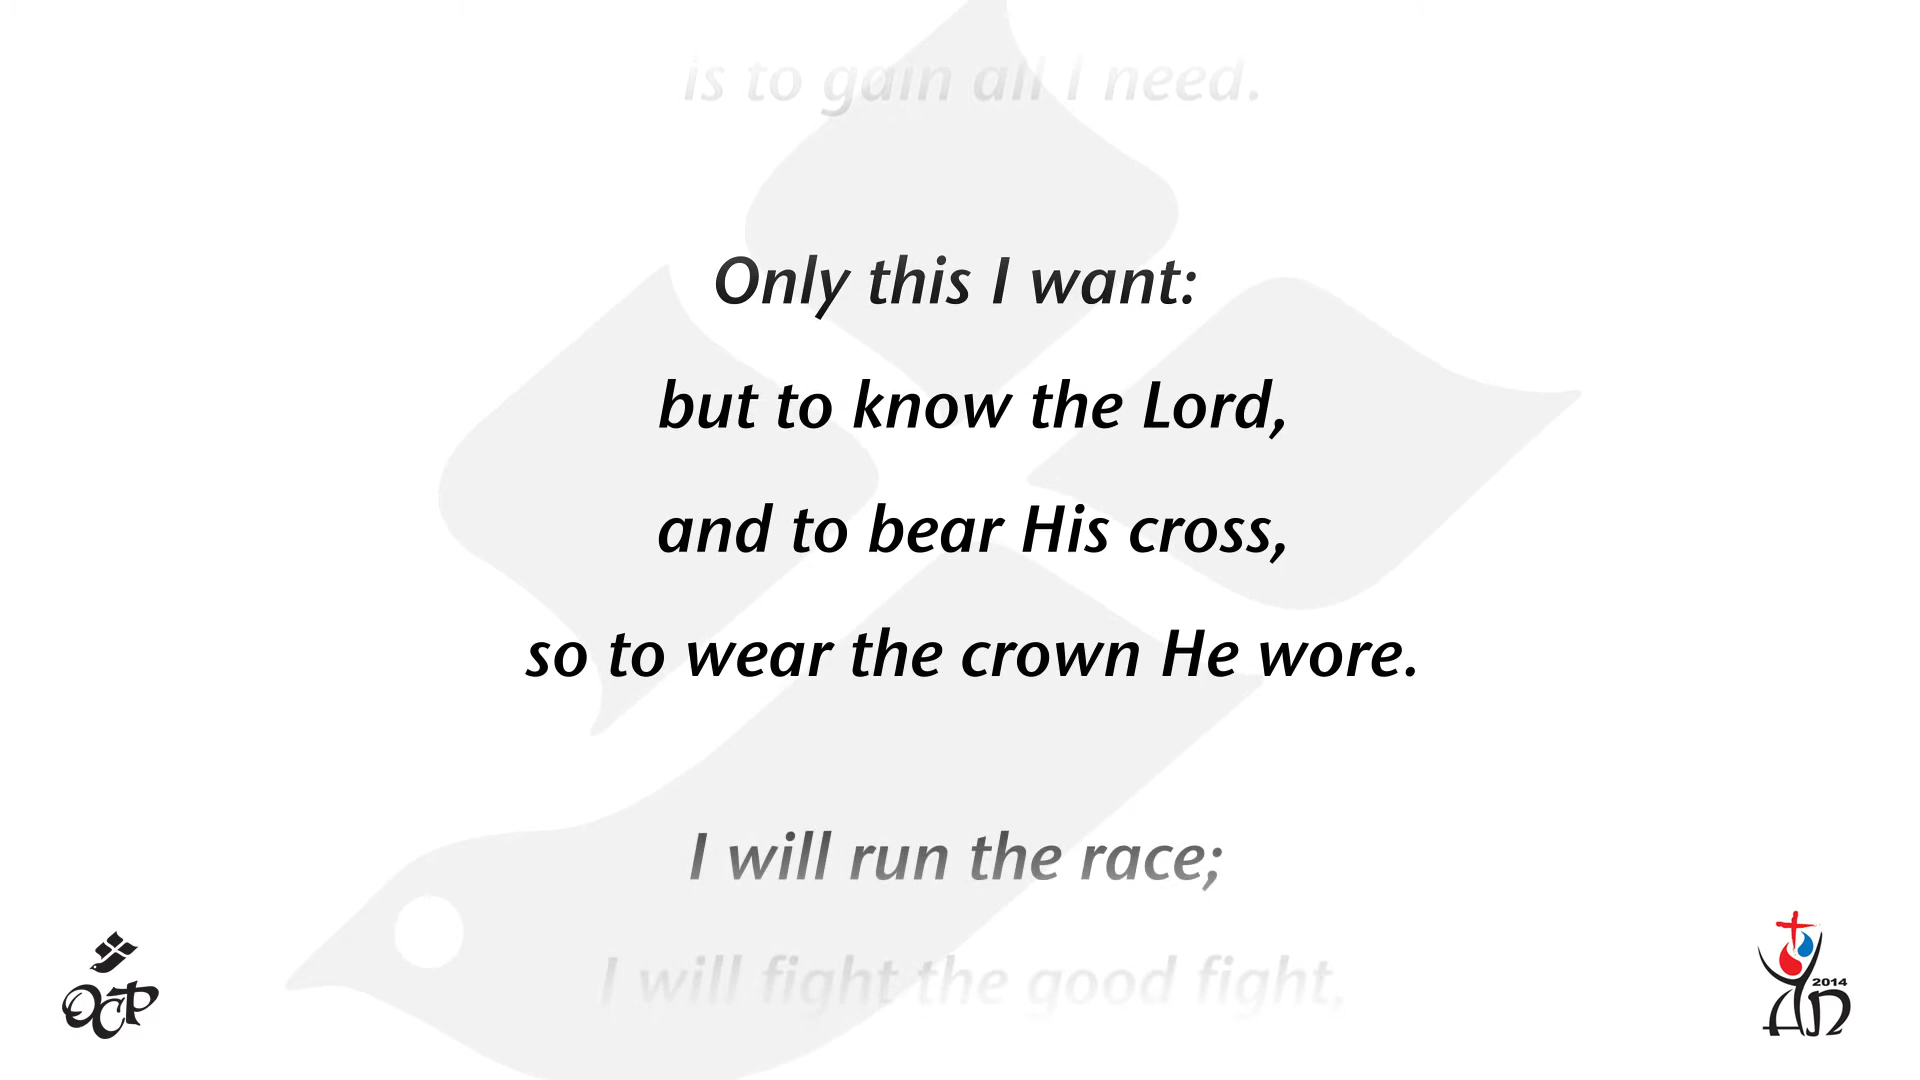 is to gain all I need.
Only this I want:
but to know the Lord,
and to bear His cross,
so to wear the crown He wore.
I will run the race;
I will fight the good fight,
OCP
2014